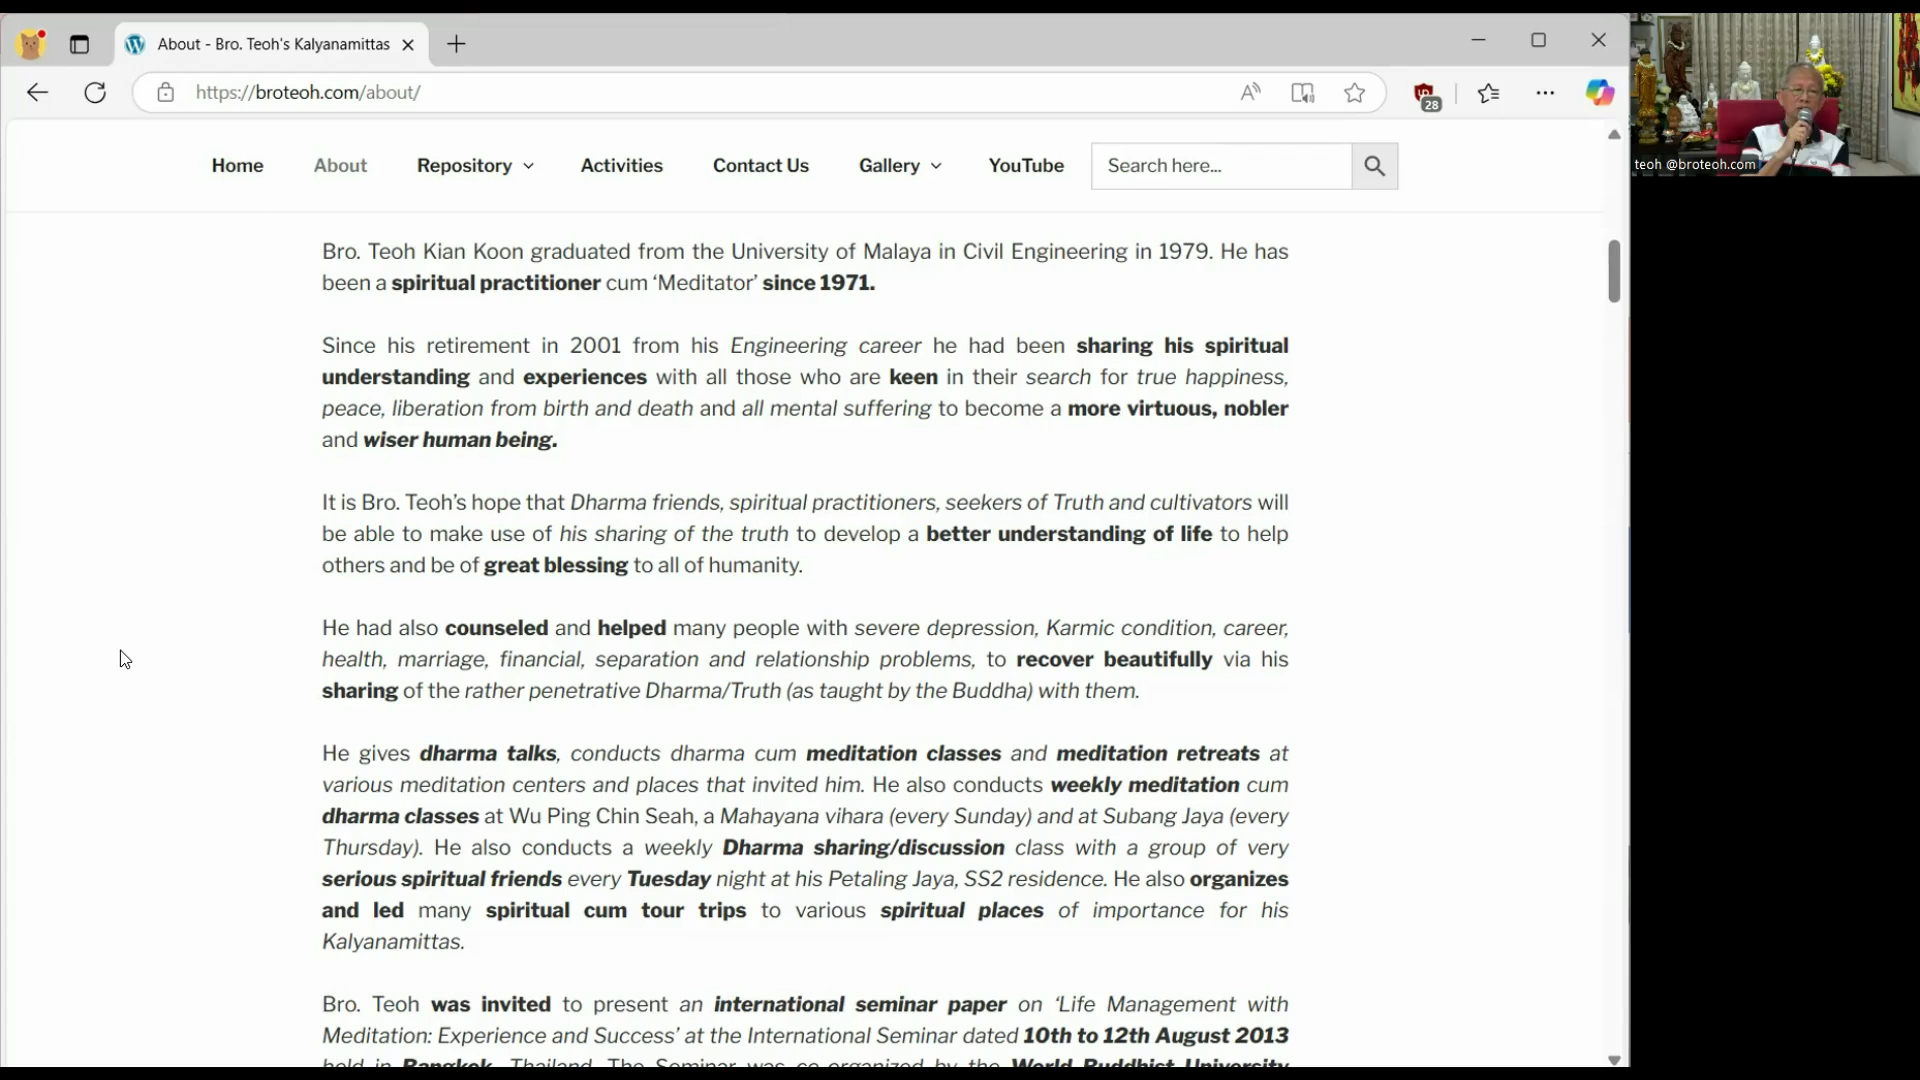 About - Bro. Teoh's Kalyanamittas
https://broteoh.com/about/
28
teoh @broteoh.com
Home
About
Repository
Activities
Contact Us
Gallery
YouTube
Search here...
Bro. Teoh Kian Koon graduated from the University of Malaya in Civil Engineering in 1979. He has
been a spiritual practitioner cum ‘Meditator’ since 1971.
Since his retirement in 2001 from his Engineering career he had been sharing his spiritual
understanding and experiences with all those who are keen in their search for true happiness,
peace, liberation from birth and death and all mental suffering to become a more virtuous, nobler
and wiser human being.
It is Bro. Teoh’s hope that Dharma friends, spiritual practitioners, seekers of Truth and cultivators will
be able to make use of his sharing of the truth to develop a better understanding of life to help
others and be of great blessing to all of humanity.
He had also counseled and helped many people with severe depression, Karmic condition, career,
health, marriage, financial, separation and relationship problems, to recover beautifully via his
sharing of the rather penetrative Dharma/Truth (as taught by the Buddha) with them.
He gives dharma talks, conducts dharma cum meditation classes and meditation retreats at
various meditation centers and places that invited him. He also conducts weekly meditation cum
dharma classes at Wu Ping Chin Seah, a Mahayana vihara (every Sunday) and at Subang Jaya (every
Thursday). He also conducts a weekly Dharma sharing/discussion class with a group of very
serious spiritual friends every Tuesday night at his Petaling Jaya, SS2 residence. He also organizes
and led many spiritual cum tour trips to various spiritual places of importance for his
Kalyanamittas.
Bro. Teoh was invited to present an international seminar paper on ‘Life Management with
Meditation: Experience and Success’ at the International Seminar dated 10th to 12th August 2013
held in Bangkok, Thailand. The Seminar was co-organized by the World Buddhist University